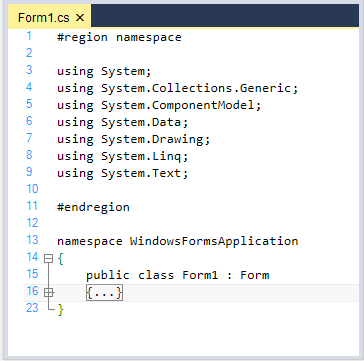 Form1.cs ×
1 #region namespace
2
3 using System;
4 using System.Collections.Generic;
5 using System.ComponentModel;
6 using System.Data;
7 using System.Drawing;
8 using System.Linq;
9 using System.Text;
10
11 #endregion
12
13 namespace WindowsFormsApplication
14 {
15 public class Form1 : Form
16 {...}
23 }